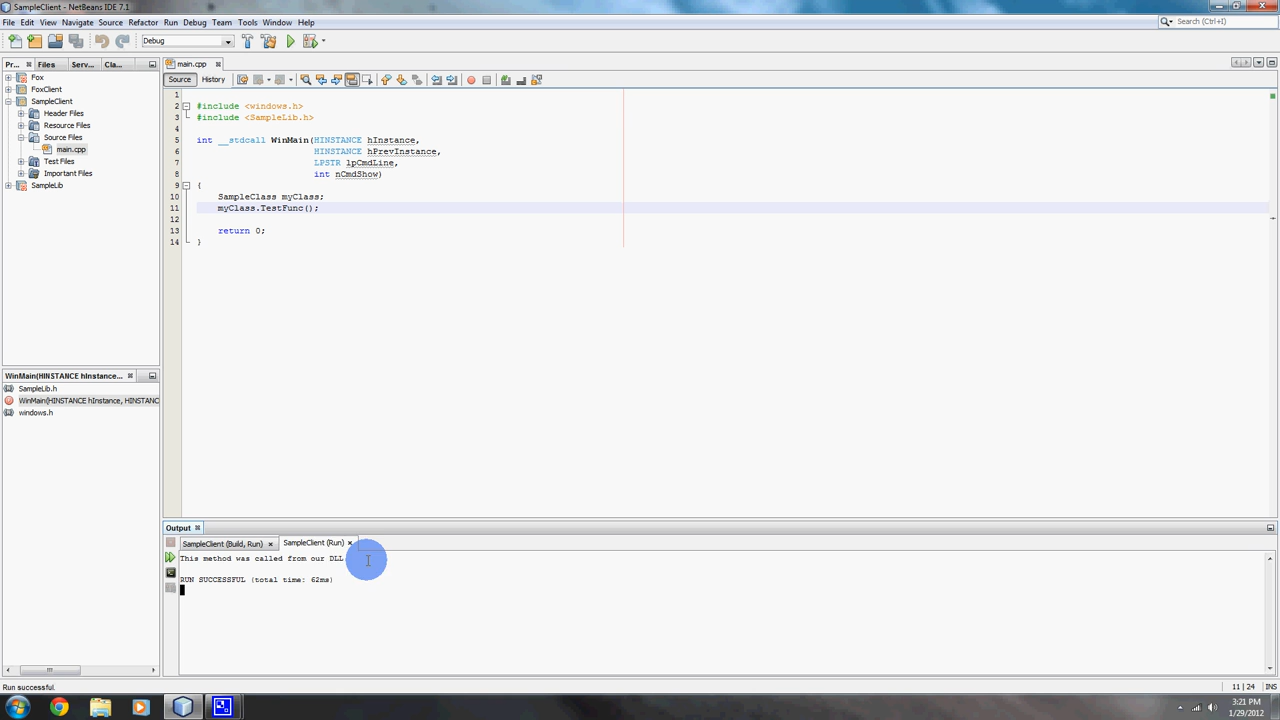 SampleClient - NetBeans IDE 7.1
File Edit View Navigate Source Refactor Run Debug Team Tools Window Help
Search (Ctrl+I)
Debug
Pr... Files Serv... Cla...
main.cpp
Source History
Fox
FoxClient
SampleClient
Header Files
Resource Files
Source Files
main.cpp
Test Files
Important Files
SampleLib
1
2 #include <windows.h>
3 #include <SampleLib.h>
4
5 int __stdcall WinMain(HINSTANCE hInstance,
6 HINSTANCE hPrevInstance,
7 LPSTR lpCmdLine,
8 int nCmdShow)
9 {
10 SampleClass myClass;
11 myClass.TestFunc();
12
13 return 0;
14 }
WinMain(HINSTANCE hInstance...
SampleLib.h
WinMain(HINSTANCE hInstance, HINSTANC
windows.h
Output
SampleClient (Build, Run) SampleClient (Run)
This method was called from our DLL
RUN SUCCESSFUL (total time: 62ms)
Run successful.
11 | 24 INS
3:21 PM
1/29/2012